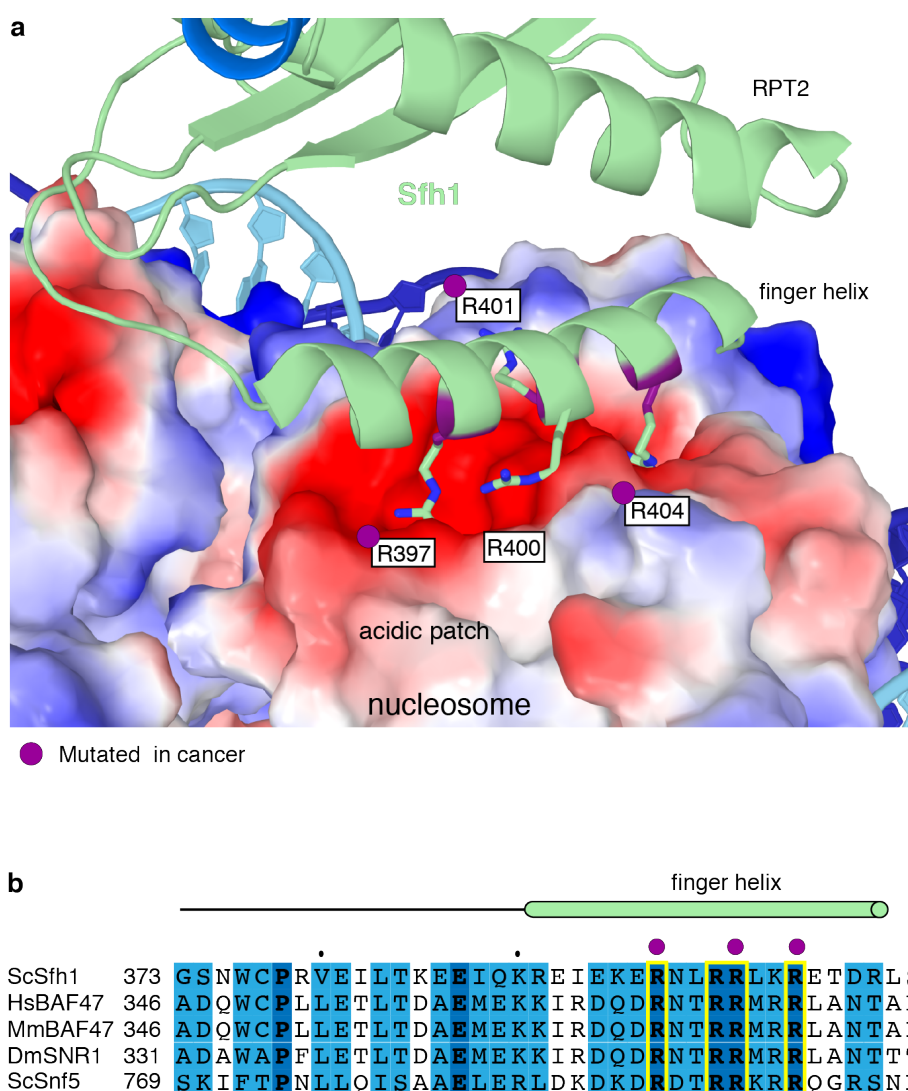 a
RPT2
Sfh1
finger helix
R401
R404
R397
R400
acidic patch
nucleosome
Mutated in cancer
b
finger helix
ScSfh1 373 GSNWCPRVEILTKEEIQKREIEKERNLRRLKRETDRLS
HsBAF47 346 ADQWCPLLETLTDAEMEKKIRDQDRNTRRMRRLANTA
MmBAF47 346 ADQWCPLLETLTDAEMEKKIRDQDRNTRRMRRLANTA
DmSNR1 331 ADAWAPFLETLTDAEMEKKIRDQDRNTRRMRRLANTT
ScSnf5 769 SKIFTPNLLQISAAELERLDKDKDRDTRRKRRQGRSN